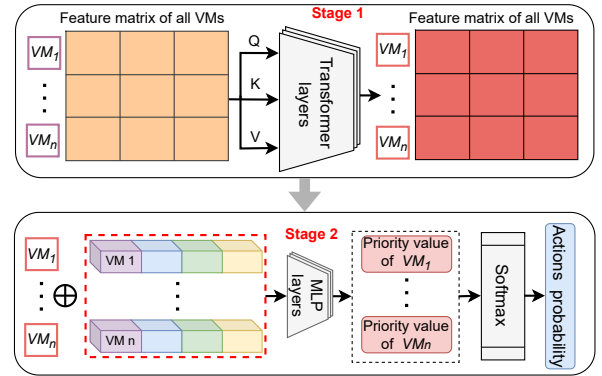 Feature matrix of all VMs
Stage 1
Feature matrix of all VMs
VM1
VMn
Q
K
V
Transformer
layers
VM1
VMn
Stage 2
VM1
VMn
VM 1
VM n
MLP
layers
Priority value
of VM1
Priority value
of VMn
Softmax
Actions probability